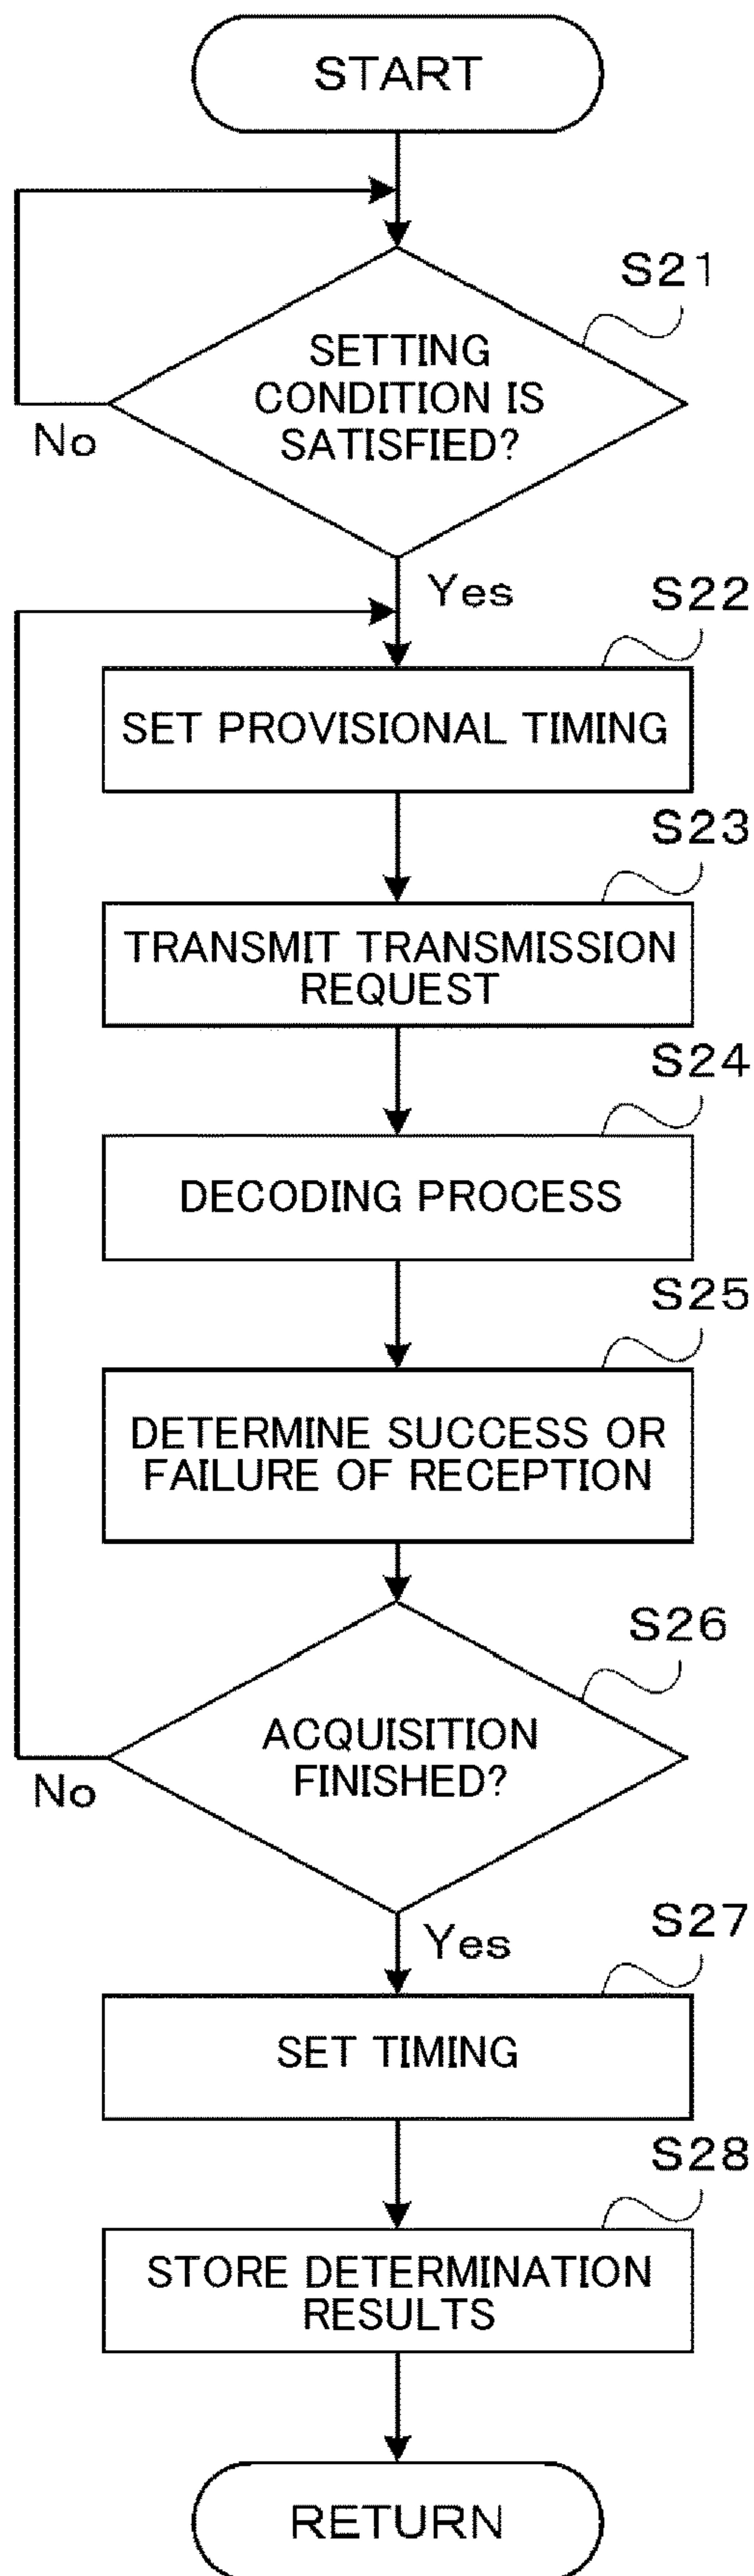 START
S21
SETTING
CONDITION IS
SATISFIED?
No
Yes
S22
SET PROVISIONAL TIMING
S23
TRANSMIT TRANSMISSION
REQUEST
S24
DECODING PROCESS
S25
DETERMINE SUCCESS OR
FAILURE OF RECEPTION
S26
ACQUISITION
FINISHED?
No
Yes
S27
SET TIMING
S28
STORE DETERMINATION
RESULTS
RETURN